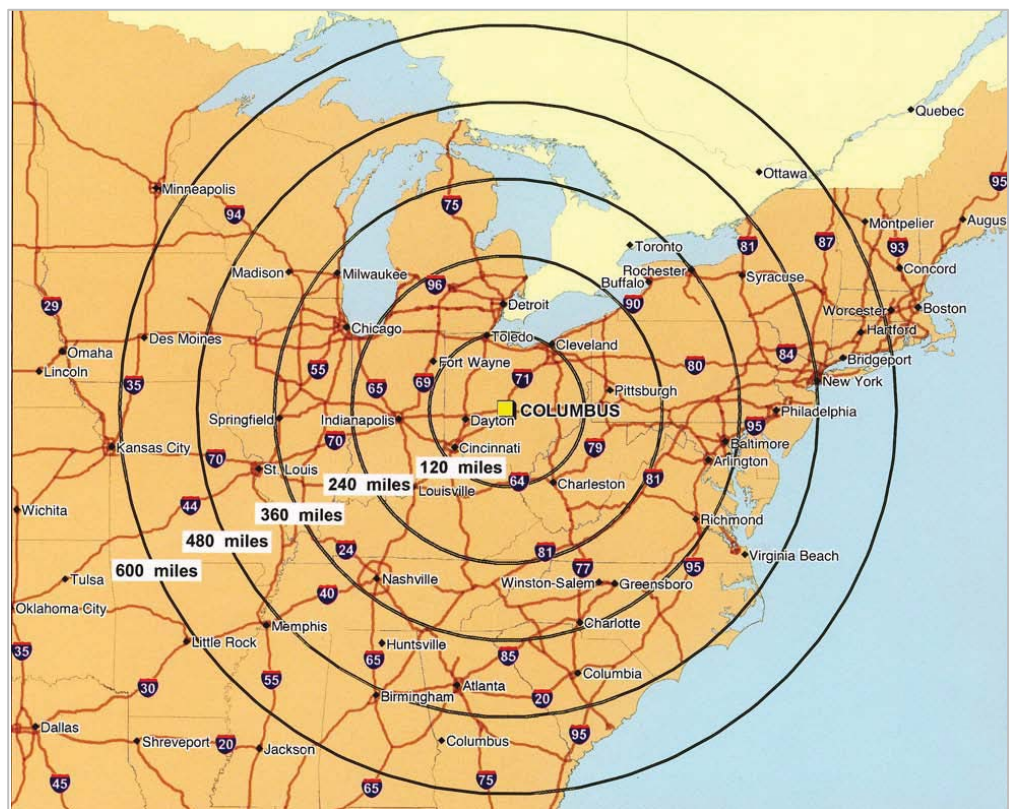 Quebec
Ottawa
95
Minneapolis
75
94
Montpelier
Augus
81
87
93
Toronto
Madison
Milwaukee
Rochester
Syracuse
Concord
96
Buffalo
29
Detroit
90
Worcester
Boston
Chicago
Toledo
Hartford
Des Moines
Cleveland
Omaha
84
Bridgeport
Fort Wayne
80
Lincoln
55
35
65
69
71
New York
Pittsburgh
COLUMBUS
Philadelphia
Springfield
Indianapolis
Dayton
95
70
Baltimore
Kansas City
Cincinnati
79
70
120 miles
Arlington
St. Louis
64
81
240 miles
Louisville
Charleston
44
Wichita
360 miles
Richmond
480 miles
24
81
Virginia Beach
77
95
600 miles
Tulsa
Nashville
Winston-Salem
Greensboro
40
Oklahoma City
Memphis
Charlotte
Little Rock
Huntsville
35
65
85
Columbia
55
30
Atlanta
Birmingham
20
Dallas
95
Shreveport
20
Jackson
Columbus
45
65
75